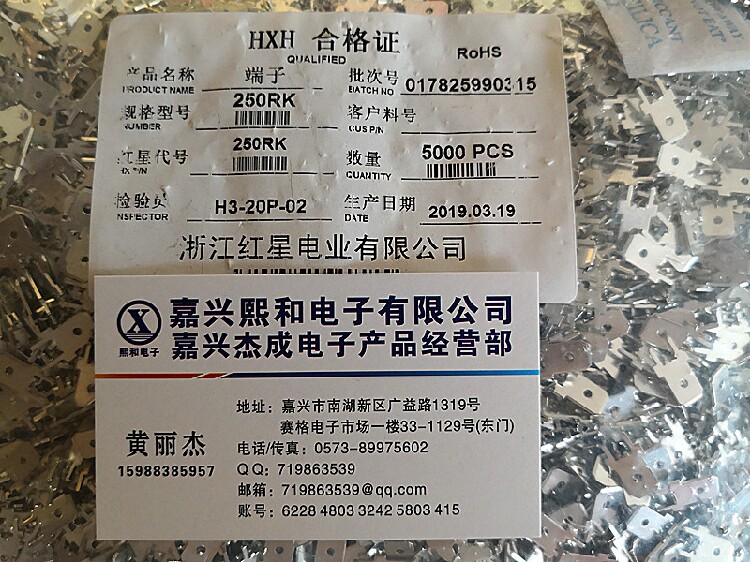 HXH 合格证
QUALIFIED
RoHS
产品名称 端子 批次号 017825990315
PRODUCT NAME BATCH NO
规格型号 250RK 客户料号
NUMBER CUS P/N
红星代号 250RK 数量 5000 PCS
QUANTITY
检验员 H3-20P-02 生产日期 2019.03.19
INSPECTOR DATE
浙江红星电业有限公司
SILICA
嘉兴熙和电子有限公司
嘉兴杰成电子产品经营部
熙和电子
地址：嘉兴市南湖新区广益路1319号
赛格电子市场一楼33-1129号(东门)
黄丽杰
15988385957
电话/传真：0573-89975602
QQ：719863539
邮箱：719863539@qq.com
账号：6228 4803 3242 5803 415